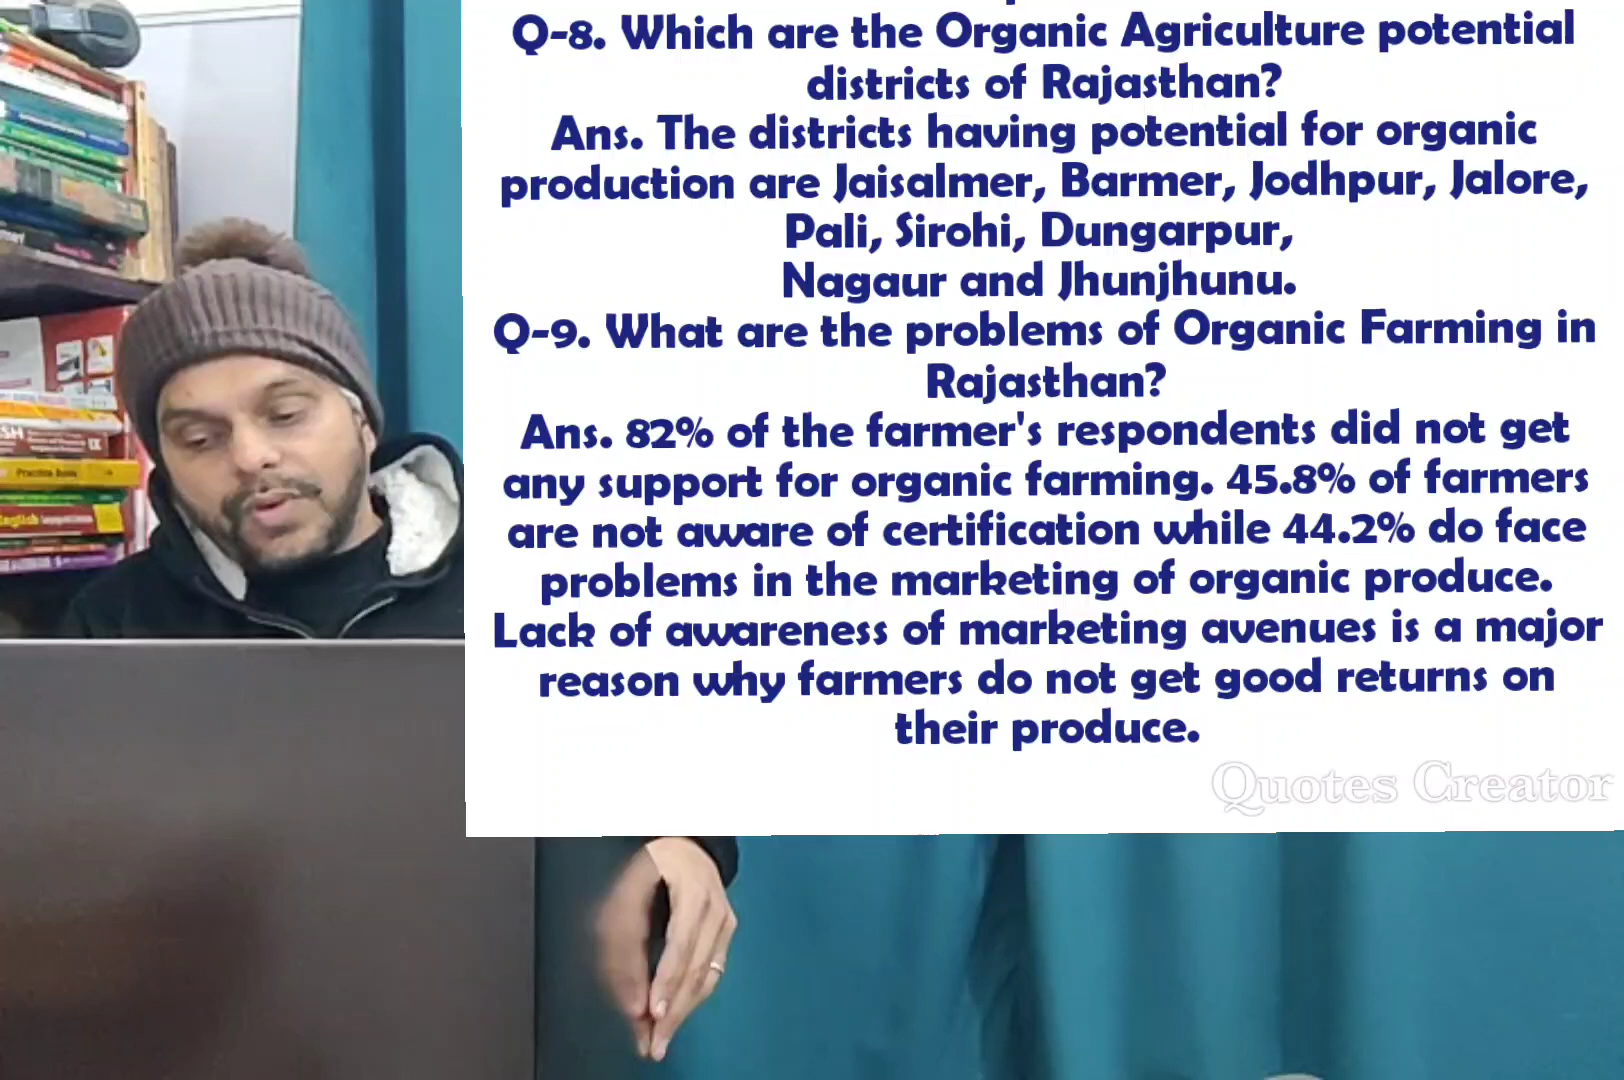 Q-8. Which are the Organic Agriculture potential
districts of Rajasthan?
Ans. The districts having potential for organic
production are Jaisalmer, Barmer, Jodhpur, Jalore,
Pali, Sirohi, Dungarpur,
Nagaur and Jhunjhunu.
Q-9. What are the problems of Organic Farming in
Rajasthan?
Ans. 82% of the farmer's respondents did not get
any support for organic farming. 45.8% of farmers
are not aware of certification while 44.2% do face
problems in the marketing of organic produce.
Lack of awareness of marketing avenues is a major
reason why farmers do not get good returns on
their produce.
Quotes Creator
Practice Book
English